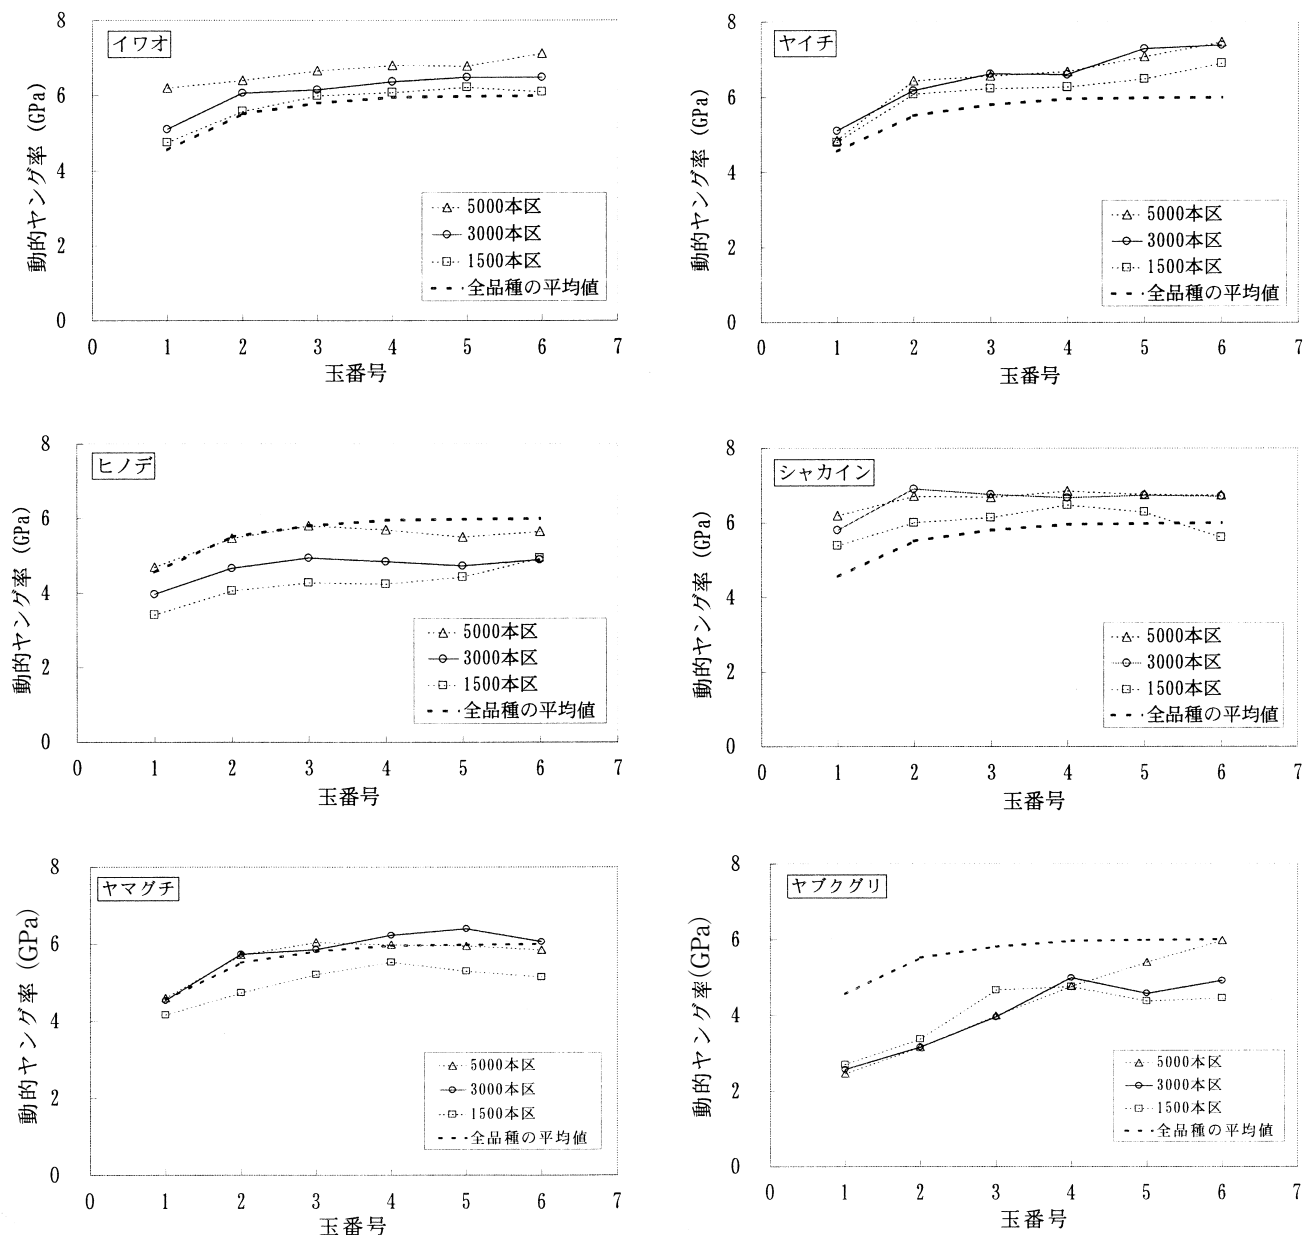 イワオ
動的ヤング率 (GPa)
8
6
4
2
0
5000本区
3000本区
1500本区
全品種の平均値
0 1 2 3 4 5 6 7
玉番号
ヤイチ
動的ヤング率 (GPa)
8
6
4
2
0
5000本区
3000本区
1500本区
全品種の平均値
0 1 2 3 4 5 6 7
玉番号
ヒノデ
動的ヤング率 (GPa)
8
6
4
2
0
5000本区
3000本区
1500本区
全品種の平均値
0 1 2 3 4 5 6 7
玉番号
シャカイン
動的ヤング率 (GPa)
8
6
4
2
0
5000本区
3000本区
1500本区
全品種の平均値
0 1 2 3 4 5 6 7
玉番号
ヤマグチ
動的ヤング率 (GPa)
8
6
4
2
0
5000本区
3000本区
1500本区
全品種の平均値
0 1 2 3 4 5 6 7
玉番号
ヤブクグリ
動的ヤング率(GPa)
8
6
4
2
0
5000本区
3000本区
1500本区
全品種の平均値
0 1 2 3 4 5 6 7
玉番号